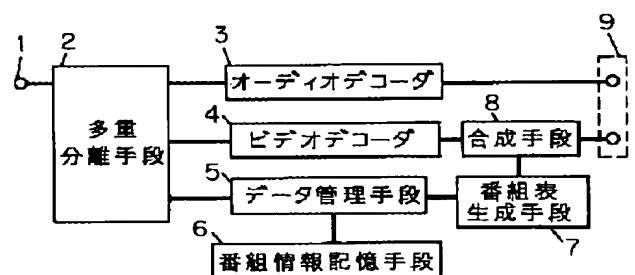 1
2
多重
分離手段
3
オーディオデコーダ
9
4
ビデオデコーダ
8
合成手段
5
データ管理手段
番組表
生成手段
7
6
番組情報記憶手段